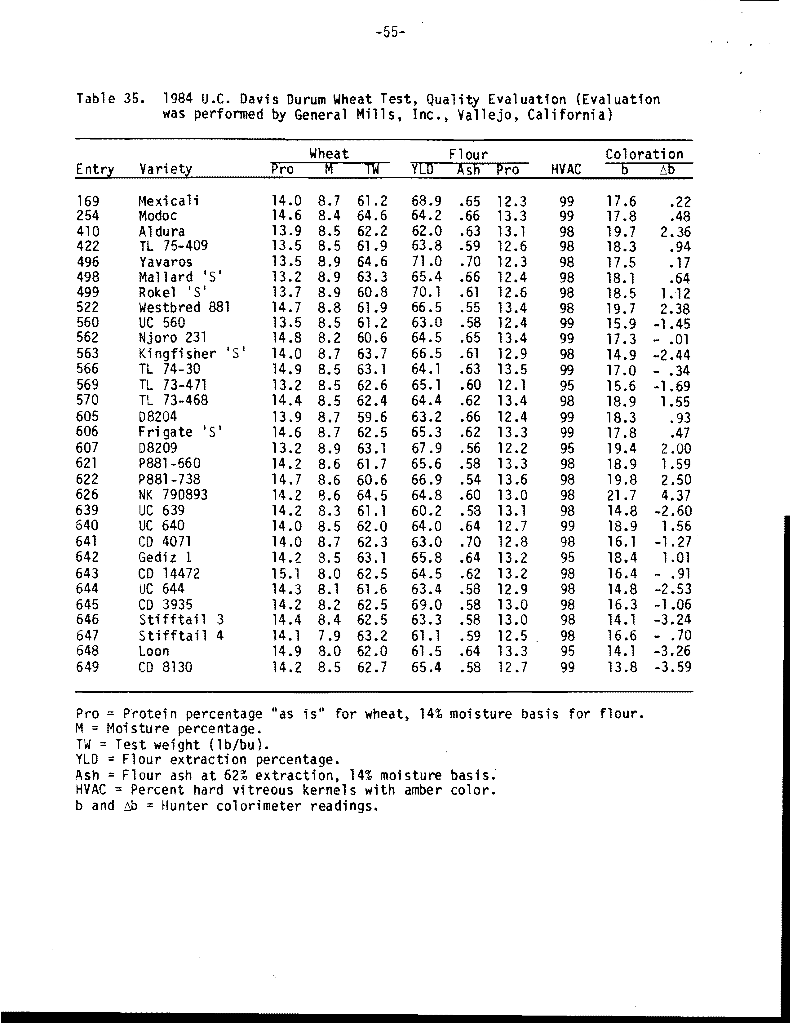 -55-
Table 35. 1984 U.C. Davis Durum Wheat Test, Quality Evaluation (Evaluation
was performed by General Mills, Inc., Vallejo, California)
Wheat Flour Coloration
Entry Variety Pro M TW YLD Ash Pro HVAC b Δb
169 Mexicali 14.0 8.7 61.2 68.9 .65 12.3 99 17.6 .22
254 Modoc 14.6 8.4 64.6 64.2 .66 13.3 99 17.8 .48
410 Aldura 13.9 8.5 62.2 62.0 .63 13.1 98 19.7 2.36
422 TL 75-409 13.5 8.5 61.9 63.8 .59 12.6 98 18.3 .94
496 Yavaros 13.5 8.9 64.6 71.0 .70 12.3 98 17.5 .17
498 Mallard 'S' 13.2 8.9 63.3 65.4 .66 12.4 98 18.1 .64
499 Rokel 'S' 13.7 8.9 60.8 70.1 .61 12.6 98 18.5 1.12
522 Westbred 881 14.7 8.8 61.9 66.5 .55 13.4 98 19.7 2.38
560 UC 560 13.5 8.5 61.2 63.0 .58 12.4 99 15.9 -1.45
562 Njoro 231 14.8 8.2 60.6 64.5 .65 13.4 99 17.3 - .01
563 Kingfisher 'S' 14.0 8.7 63.7 66.5 .61 12.9 98 14.9 -2.44
566 TL 74-30 14.9 8.5 63.1 64.1 .63 13.5 99 17.0 - .34
569 TL 73-471 13.2 8.5 62.6 65.1 .60 12.1 95 15.6 -1.69
570 TL 73-468 14.4 8.5 62.4 64.4 .62 13.4 98 18.9 1.55
605 D8204 13.9 8.7 59.6 63.2 .66 12.4 99 18.3 .93
606 Frigate 'S' 14.6 8.7 62.5 65.3 .62 13.3 99 17.8 .47
607 D8209 13.2 8.9 63.1 67.9 .56 12.2 95 19.4 2.00
621 P881-660 14.2 8.6 61.7 65.6 .58 13.3 98 18.9 1.59
622 P881-738 14.7 8.6 60.6 66.9 .54 13.6 98 19.8 2.50
626 NK 790893 14.2 8.6 64.5 64.8 .60 13.0 98 21.7 4.37
639 UC 639 14.2 8.3 61.1 60.2 .58 13.1 98 14.8 -2.60
640 UC 640 14.0 8.5 62.0 64.0 .64 12.7 99 18.9 1.56
641 CD 4071 14.0 8.7 62.3 63.0 .70 12.8 98 16.1 -1.27
642 Gediz 1 14.2 8.5 63.1 65.8 .64 13.2 95 18.4 1.01
643 CD 14472 15.1 8.0 62.5 64.5 .62 13.2 98 16.4 - .91
644 UC 644 14.3 8.1 61.6 63.4 .58 12.9 98 14.8 -2.53
645 CD 3935 14.2 8.2 62.5 69.0 .58 13.0 98 16.3 -1.06
646 Stifftail 3 14.4 8.4 62.5 63.3 .58 13.0 98 14.1 -3.24
647 Stifftail 4 14.1 7.9 63.2 61.1 .59 12.5 98 16.6 - .70
648 Loon 14.9 8.0 62.0 61.5 .64 13.3 95 14.1 -3.26
649 CD 8130 14.2 8.5 62.7 65.4 .58 12.7 99 13.8 -3.59
Pro = Protein percentage "as is" for wheat, 14% moisture basis for flour.
M = Moisture percentage.
TW = Test weight (lb/bu).
YLD = Flour extraction percentage.
Ash = Flour ash at 62% extraction, 14% moisture basis.
HVAC = Percent hard vitreous kernels with amber color.
b and Δb = Hunter colorimeter readings.